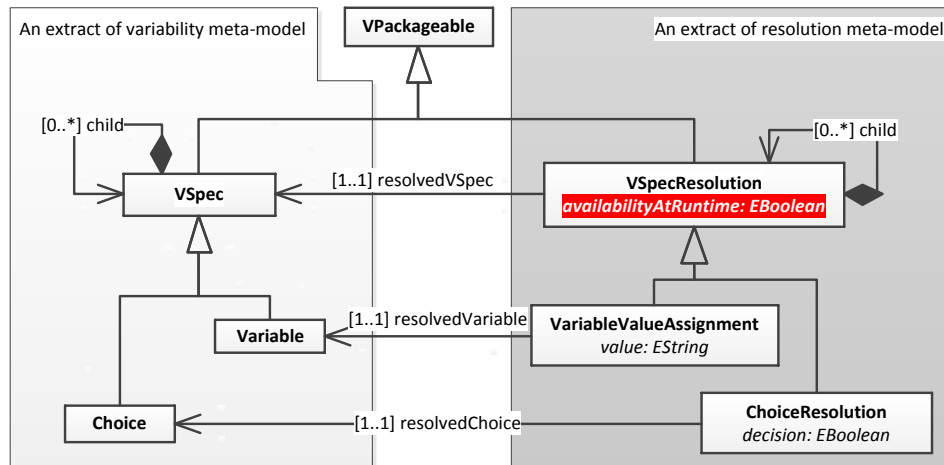 An extract of variability meta-model
VPackageable
An extract of resolution meta-model
[0..*] child
[0..*] child
VSpec
[1..1] resolvedVSpec
VSpecResolution
availabilityAtRuntime: EBoolean
Variable
[1..1] resolvedVariable
VariableValueAssignment
value: EString
Choice
[1..1] resolvedChoice
ChoiceResolution
decision: EBoolean